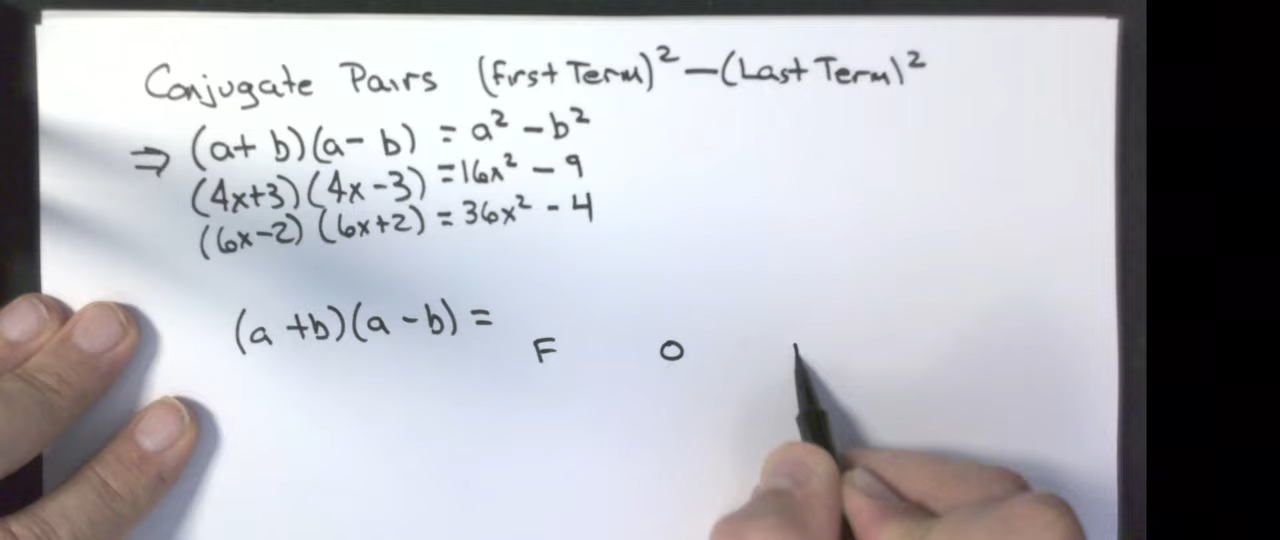 Conjugate Pairs (First Term)² – (Last Term)²
⇒ (a+ b)(a- b) = a² - b²
(4x+3)(4x-3) = 16x² - 9
(6x-2)(6x+2) = 36x² - 4
(a +b)(a -b) =
F O